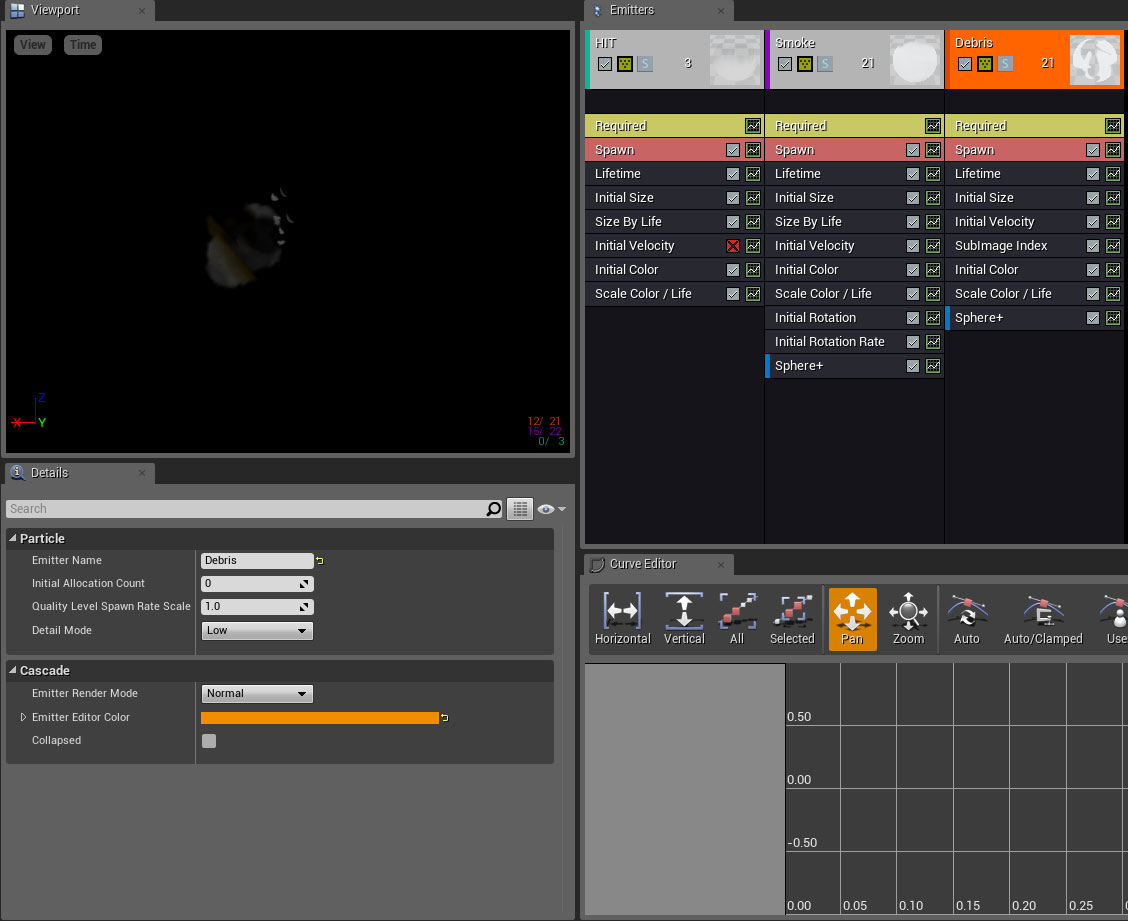 Viewport
View
Time
Z
X
Y
12/ 21
15/ 22
0/ 3
Details
Search
Particle
Emitter Name
Debris
Initial Allocation Count
0
Quality Level Spawn Rate Scale
1.0
Detail Mode
Low
Cascade
Emitter Render Mode
Normal
Emitter Editor Color
Collapsed
Emitters
HIT
S
3
Required
Spawn
Lifetime
Initial Size
Size By Life
Initial Velocity
Initial Color
Scale Color / Life
Smoke
S
21
Required
Spawn
Lifetime
Initial Size
Size By Life
Initial Velocity
Initial Color
Scale Color / Life
Initial Rotation
Initial Rotation Rate
Sphere+
Debris
S
21
Required
Spawn
Lifetime
Initial Size
Initial Velocity
SubImage Index
Initial Color
Scale Color / Life
Sphere+
Curve Editor
Horizontal
Vertical
All
Selected
Pan
Zoom
Auto
Auto/Clamped
Use
0.50
0.00
-0.50
0.00
0.05
0.10
0.15
0.20
0.25